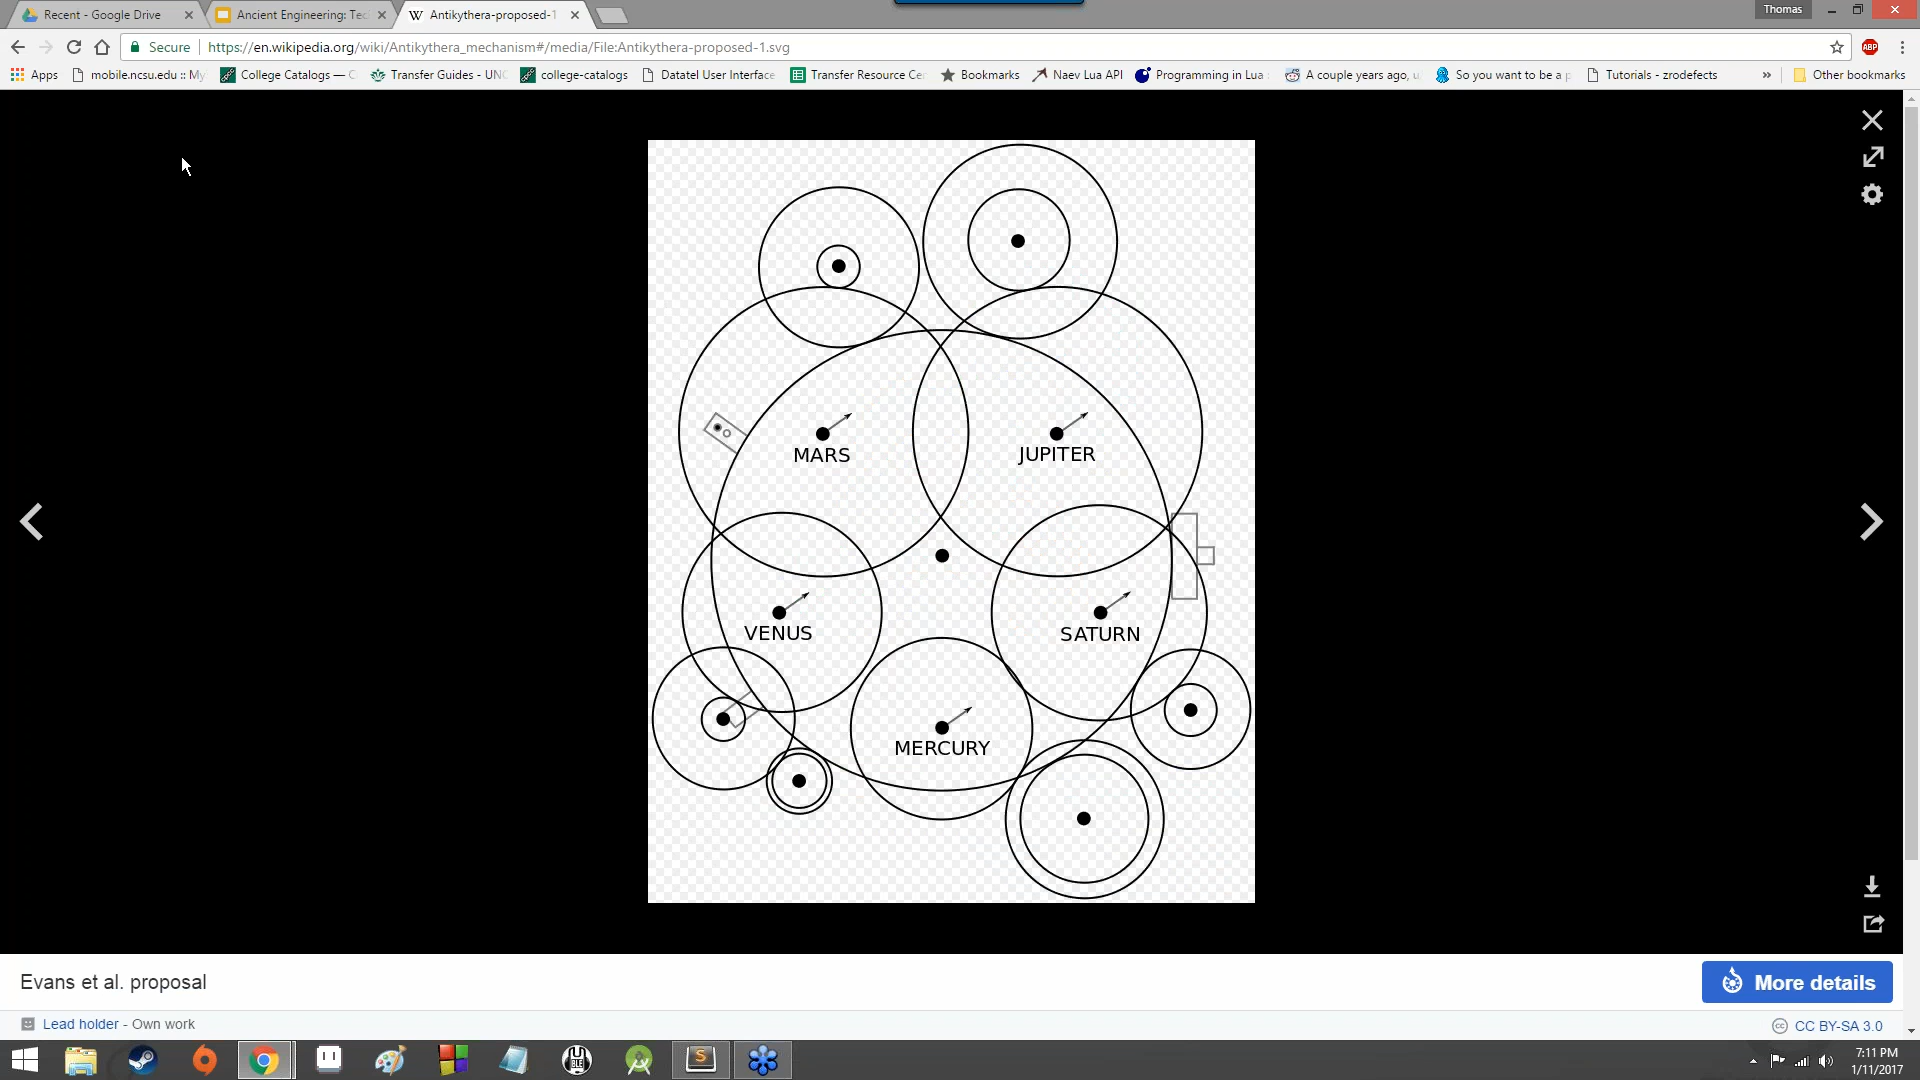 Recent - Google Drive
Ancient Engineering: Tec
Antikythera-proposed-1
Thomas
Secure
https://en.wikipedia.org/wiki/Antikythera_mechanism#/media/File:Antikythera-proposed-1.svg
ABP
Apps
mobile.ncsu.edu :: My
College Catalogs — C
Transfer Guides - UNC
college-catalogs
Datatel User Interface
Transfer Resource Ce
Bookmarks
Naev Lua API
Programming in Lua :
A couple years ago, u
So you want to be a p
Tutorials - zrodefects
»
Other bookmarks
MARS
JUPITER
VENUS
SATURN
MERCURY
Evans et al. proposal
More details
Lead holder - Own work
CC BY-SA 3.0
7:11 PM
1/11/2017